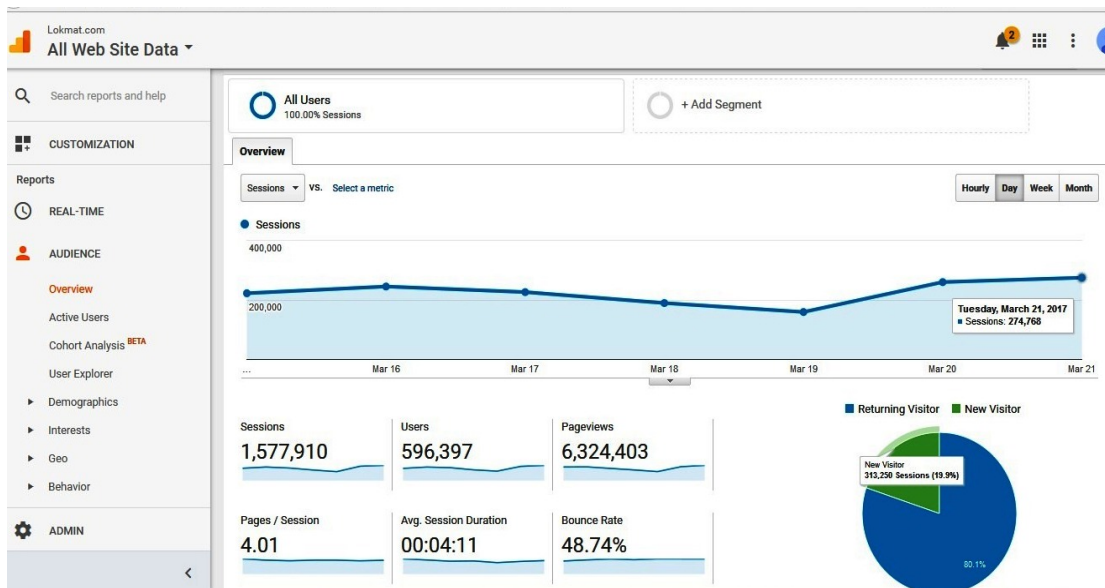 Lokmat.com
All Web Site Data
2
Search reports and help
CUSTOMIZATION
Reports
REAL-TIME
AUDIENCE
Overview
Active Users
Cohort Analysis BETA
User Explorer
Demographics
Interests
Geo
Behavior
ADMIN
All Users
100.00% Sessions
+ Add Segment
Overview
Sessions VS. Select a metric
Hourly Day Week Month
Sessions
400,000
200,000
Tuesday, March 21, 2017
Sessions: 274,768
... Mar 16 Mar 17 Mar 18 Mar 19 Mar 20 Mar 21
Returning Visitor New Visitor
Sessions Users Pageviews
1,577,910 596,397 6,324,403
New Visitor
313,250 Sessions (19.9%)
Pages / Session Avg. Session Duration Bounce Rate
4.01 00:04:11 48.74%
80.1%